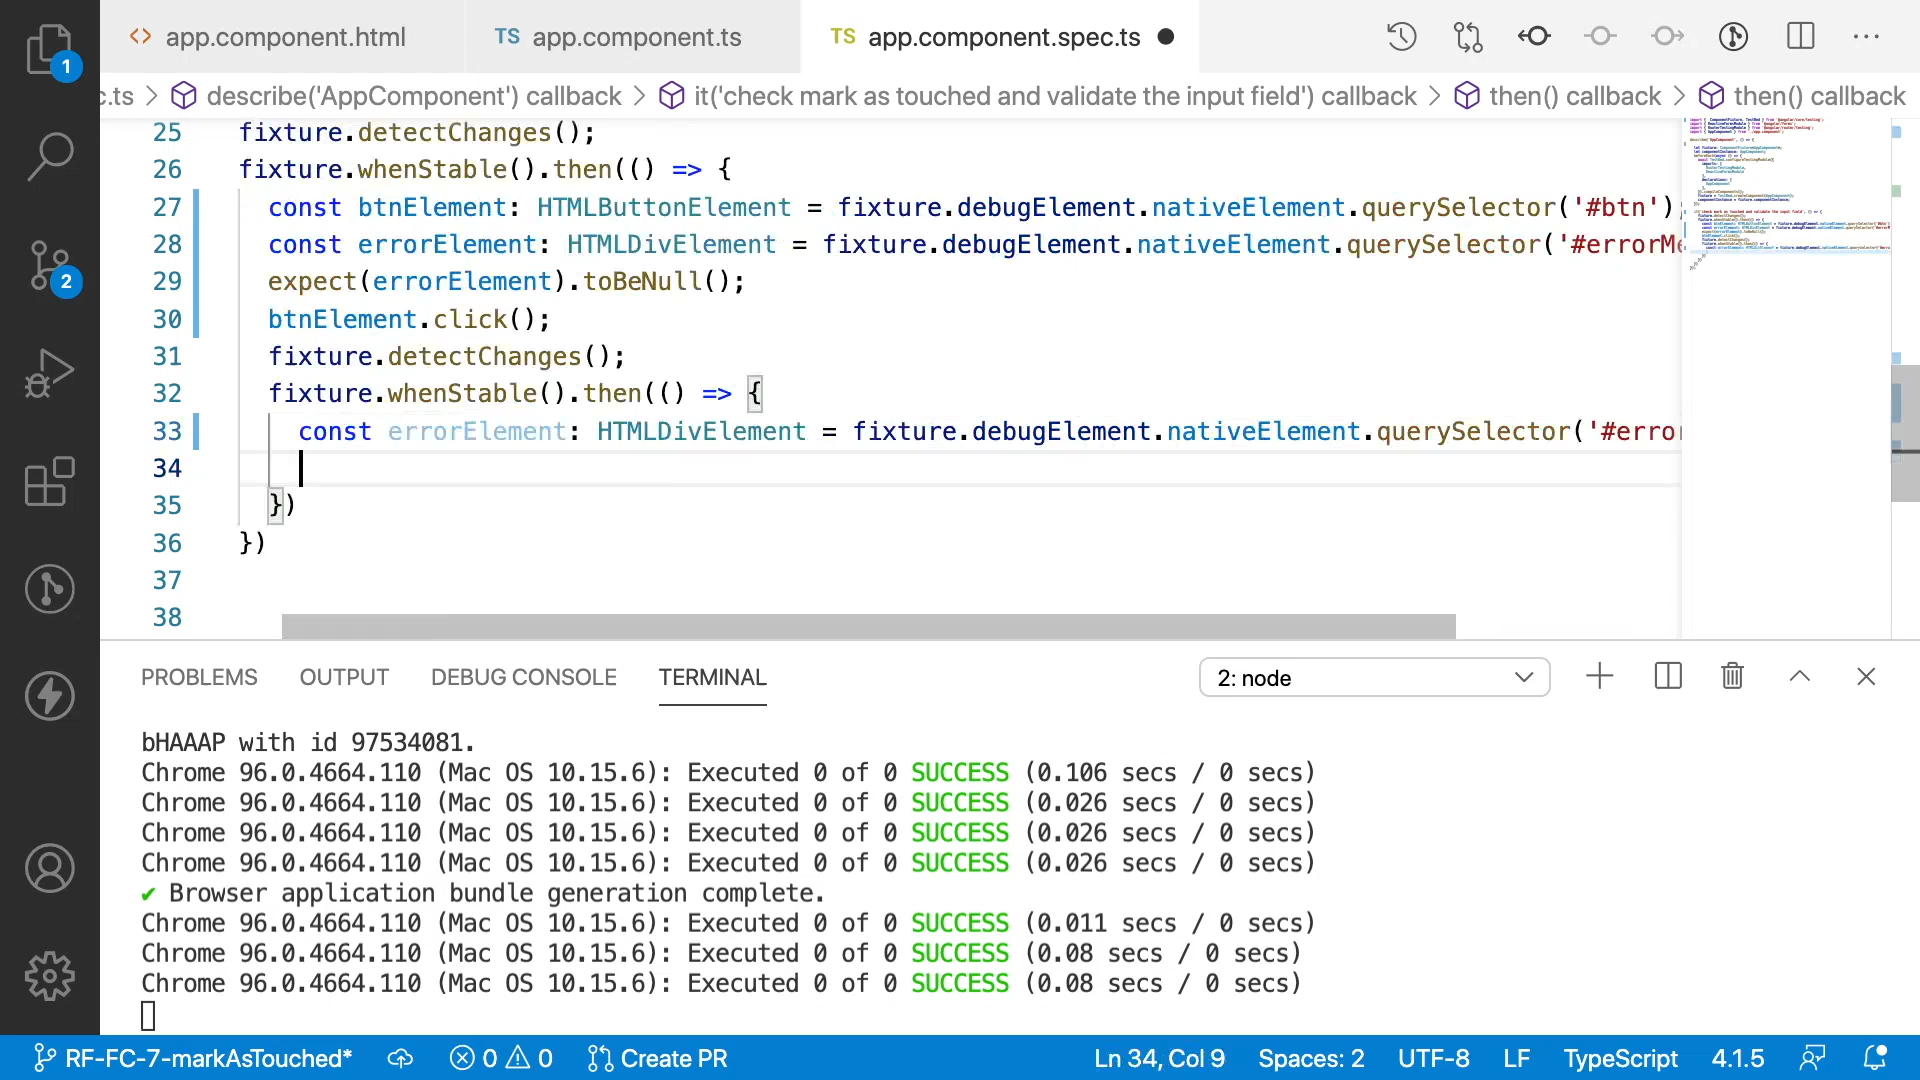 <> app.component.html
TS app.component.ts
TS app.component.spec.ts
1
2
c.ts > describe('AppComponent') callback > it('check mark as touched and validate the input field') callback > then() callback > then() callback
25 fixture.detectChanges();
26 fixture.whenStable().then(() => {
27 const btnElement: HTMLButtonElement = fixture.debugElement.nativeElement.querySelector('#btn');
28 const errorElement: HTMLDivElement = fixture.debugElement.nativeElement.querySelector('#errorMe
29 expect(errorElement).toBeNull();
30 btnElement.click();
31 fixture.detectChanges();
32 fixture.whenStable().then(() => {
33 const errorElement: HTMLDivElement = fixture.debugElement.nativeElement.querySelector('#error
34
35 })
36 })
37
38
PROBLEMS OUTPUT DEBUG CONSOLE TERMINAL 2: node
bHAAAP with id 97534081.
Chrome 96.0.4664.110 (Mac OS 10.15.6): Executed 0 of 0 SUCCESS (0.106 secs / 0 secs)
Chrome 96.0.4664.110 (Mac OS 10.15.6): Executed 0 of 0 SUCCESS (0.026 secs / 0 secs)
Chrome 96.0.4664.110 (Mac OS 10.15.6): Executed 0 of 0 SUCCESS (0.026 secs / 0 secs)
Chrome 96.0.4664.110 (Mac OS 10.15.6): Executed 0 of 0 SUCCESS (0.026 secs / 0 secs)
✔ Browser application bundle generation complete.
Chrome 96.0.4664.110 (Mac OS 10.15.6): Executed 0 of 0 SUCCESS (0.011 secs / 0 secs)
Chrome 96.0.4664.110 (Mac OS 10.15.6): Executed 0 of 0 SUCCESS (0.08 secs / 0 secs)
Chrome 96.0.4664.110 (Mac OS 10.15.6): Executed 0 of 0 SUCCESS (0.08 secs / 0 secs)
RF-FC-7-markAsTouched* 0 0 Create PR Ln 34, Col 9 Spaces: 2 UTF-8 LF TypeScript 4.1.5